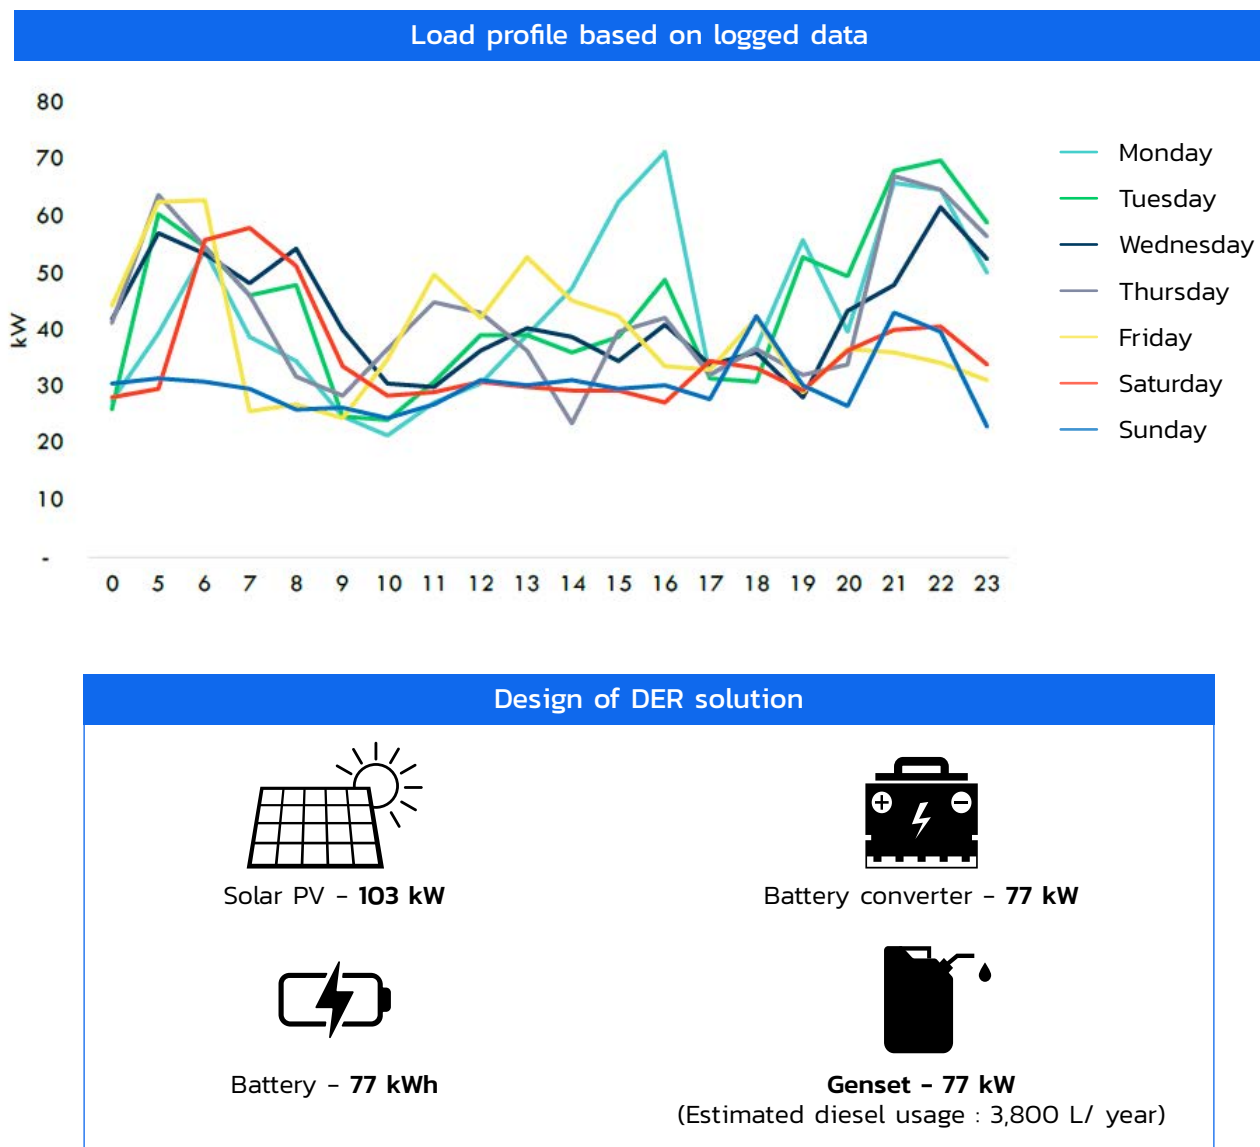 Load profile based on logged data
80
70
60
50
40
30
20
10
-
kW
0 5 6 7 8 9 10 11 12 13 14 15 16 17 18 19 20 21 22 23
Monday
Tuesday
Wednesday
Thursday
Friday
Saturday
Sunday
Design of DER solution
Solar PV - 103 kW
Battery converter - 77 kW
Battery - 77 kWh
Genset - 77 kW
(Estimated diesel usage : 3,800 L/ year)